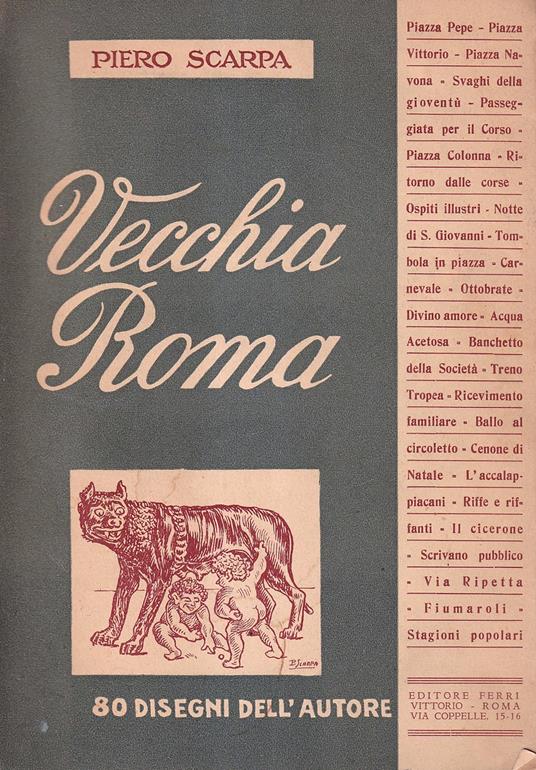 PIERO SCARPA
Vecchia
Roma
P. SCARPA
80 DISEGNI DELL'AUTORE
Piazza Pepe - Piazza
Vittorio - Piazza Na-
vona - Svaghi della
gioventù - Passeg-
giata per il Corso -
Piazza Colonna - Ri-
torno dalle corse -
Ospiti illustri - Notte
di S. Giovanni - Tom-
bola in piazza - Car-
nevale - Ottobrate -
Divino amore - Acqua
Acetosa - Banchetto
della Società - Treno
Tropea - Ricevimento
familiare - Ballo al
circoletto - Cenone di
Natale - L'accalap-
piacani - Riffe e rif-
fanti - Il cicerone
- Scrivano pubblico
- Via Ripetta
- Fiumaroli -
Stagioni popolari
EDITORE FERRI
VITTORIO - ROMA
VIA COPPELLE, 15-16